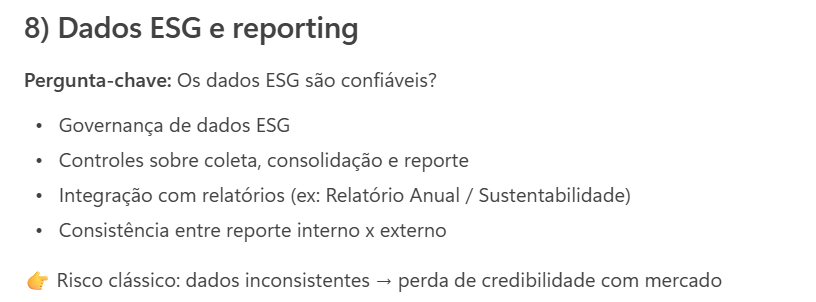 8) Dados ESG e reporting
Pergunta-chave: Os dados ESG são confiáveis?
• Governança de dados ESG
• Controles sobre coleta, consolidação e reporte
• Integração com relatórios (ex: Relatório Anual / Sustentabilidade)
• Consistência entre reporte interno x externo
👉 Risco clássico: dados inconsistentes → perda de credibilidade com mercado